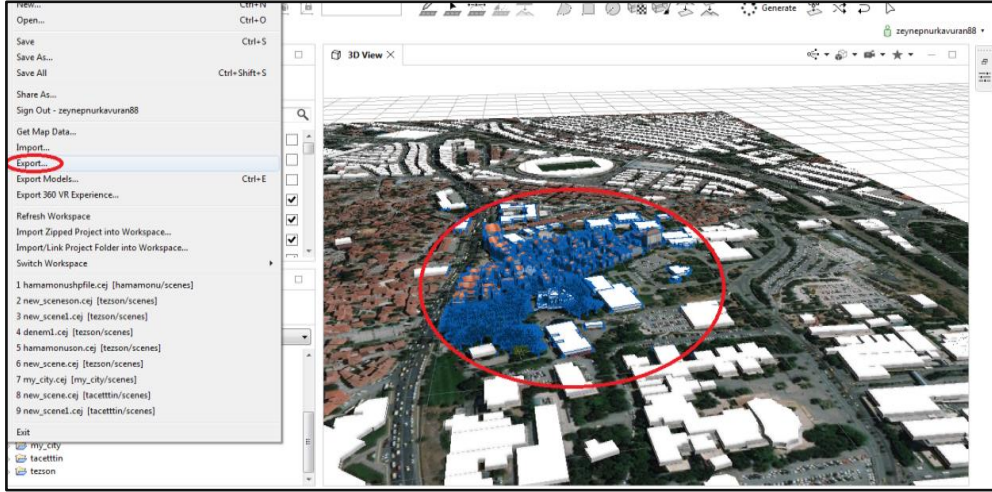 New... Ctrl+N
Open... Ctrl+O
Save Ctrl+S
Save As...
Save All Ctrl+Shift+S
Share As...
Sign Out - zeynepnurkavuran88
Get Map Data...
Import...
Export...
Export Models... Ctrl+E
Export 360 VR Experience...
Refresh Workspace
Import Zipped Project into Workspace...
Import/Link Project Folder into Workspace...
Switch Workspace
1 hamamonushpfile.cej [hamamonu/scenes]
2 new_sceneson.cej [tezson/scenes]
3 new_scene1.cej [tezson/scenes]
4 denem1.cej [tezson/scenes]
5 hamamonuson.cej [tezson/scenes]
6 new_scene.cej [tezson/scenes]
7 my_city.cej [my_city/scenes]
8 new_scene.cej [tacetttin/scenes]
9 new_scene1.cej [tacetttin/scenes]
Exit
my_city
tacetttin
tezson
Generate
zeynepnurkavuran88
3D View